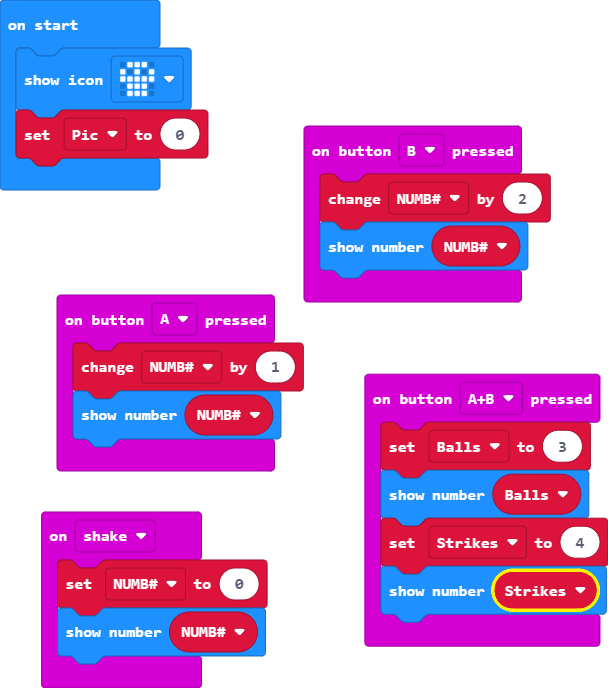 on start
show icon
set Pic to 0
on button B pressed
change NUMB# by 2
show number NUMB#
on button A pressed
change NUMB# by 1
show number NUMB#
on button A+B pressed
set Balls to 3
show number Balls
set Strikes to 4
show number Strikes
on shake
set NUMB# to 0
show number NUMB#